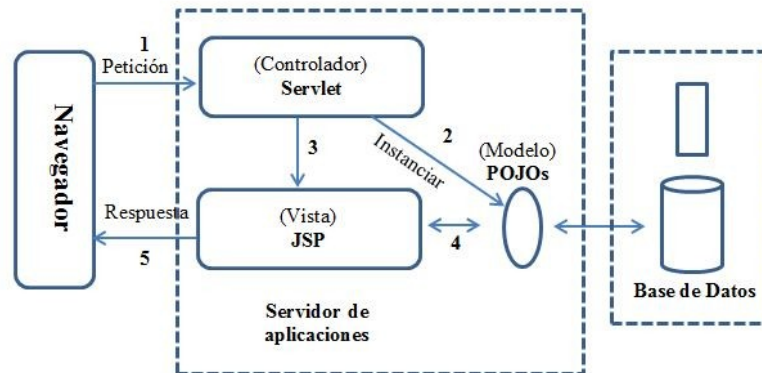 1
Petición
Navegador
(Controlador)
Servlet
2
Instanciar
3
(Modelo)
POJOs
Respuesta
5
(Vista)
JSP
4
Base de Datos
Servidor de
aplicaciones